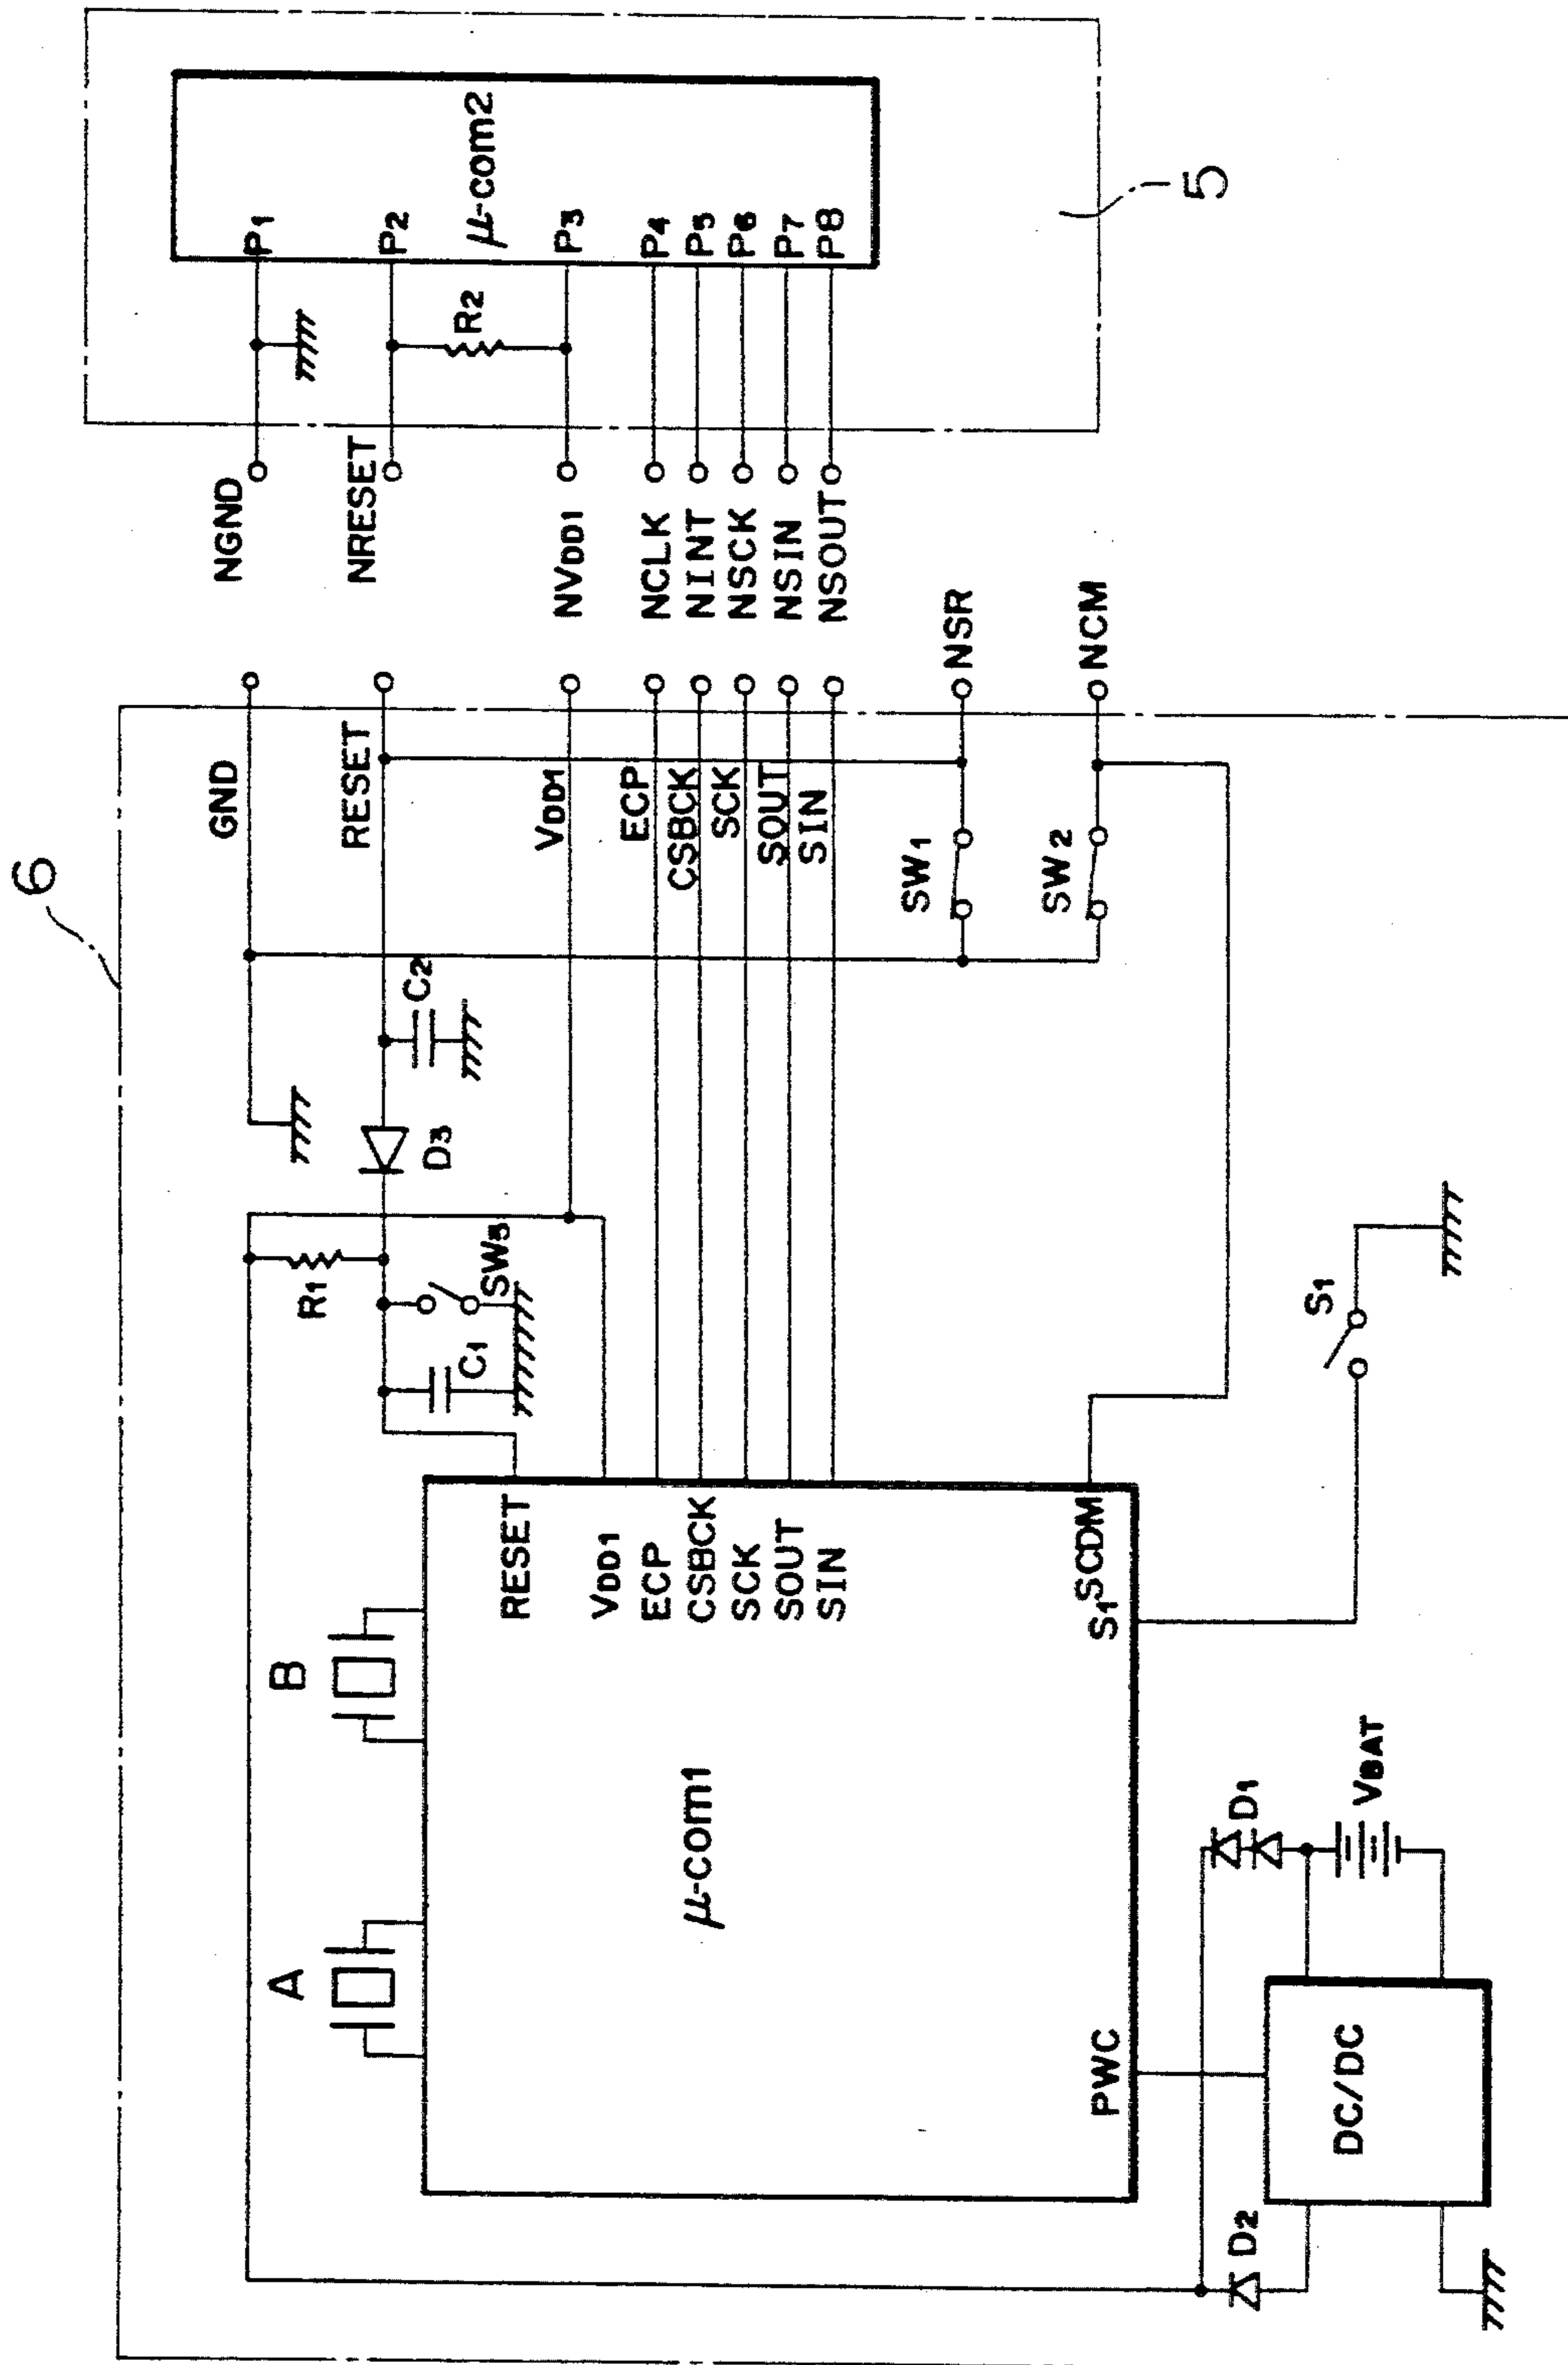 6
GND
RESET
VDD1
ECP
CSBCK
SCK
SOUT
SIN
NSR
NCM
SW1
SW2
C2
D3
R1
SW5
C1
S1
A
B
μ-com1
RESET
VDD1
ECP
CSBCK
SCK
SOUT
SIN
SCDM
S1
PWC
DC/DC
D2
D1
VBAT
NGND
NRESET
NVDD1
NCLK
NINT
NSCK
NSIN
NSOUT
R2
P1
P2
P3
P4
P5
P6
P7
P8
μ-com2
5